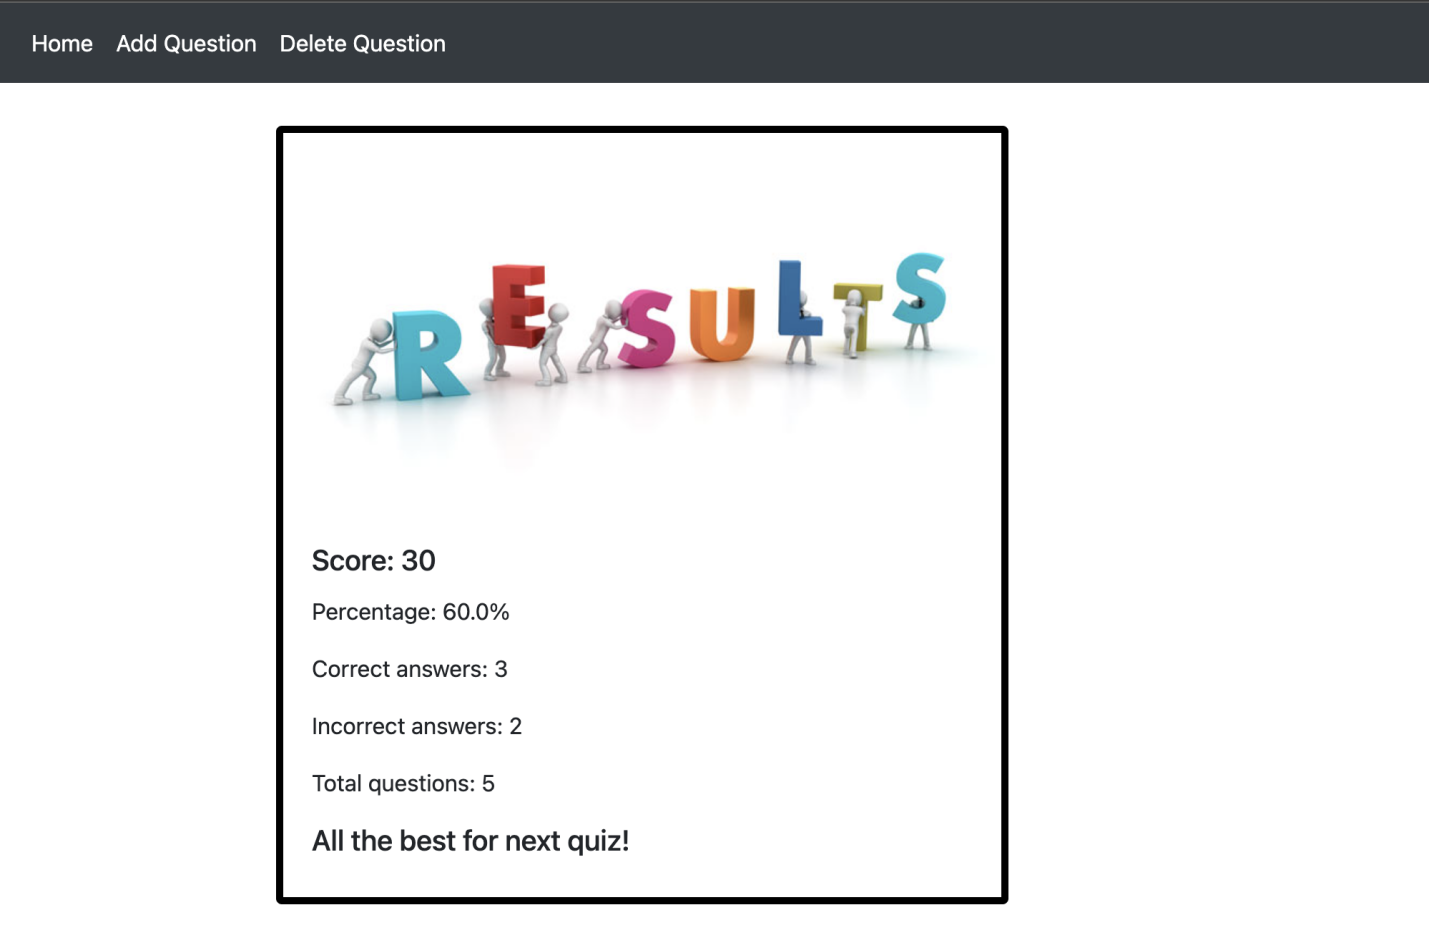 Home Add Question Delete Question
RESULTS
Score: 30
Percentage: 60.0%
Correct answers: 3
Incorrect answers: 2
Total questions: 5
All the best for next quiz!